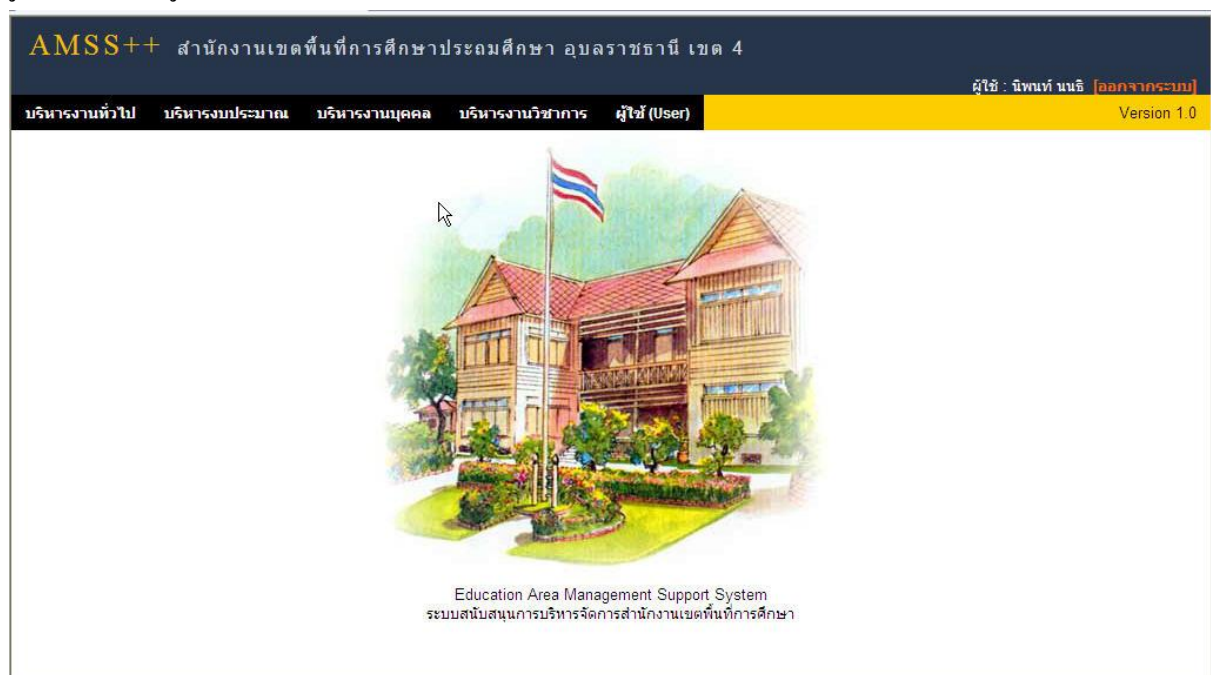 AMSS++ สำนักงานเขตพื้นที่การศึกษาประถมศึกษา อุบลราชธานี เขต 4
ผู้ใช้ : นิพนท์ นนธิ [ออกจากระบบ]
บริหารงานทั่วไป บริหารงบประมาณ บริหารงานบุคคล บริหารงานวิชาการ ผู้ใช้ (User) Version 1.0
Education Area Management Support System
ระบบสนับสนุนการบริหารจัดการสำนักงานเขตพื้นที่การศึกษา